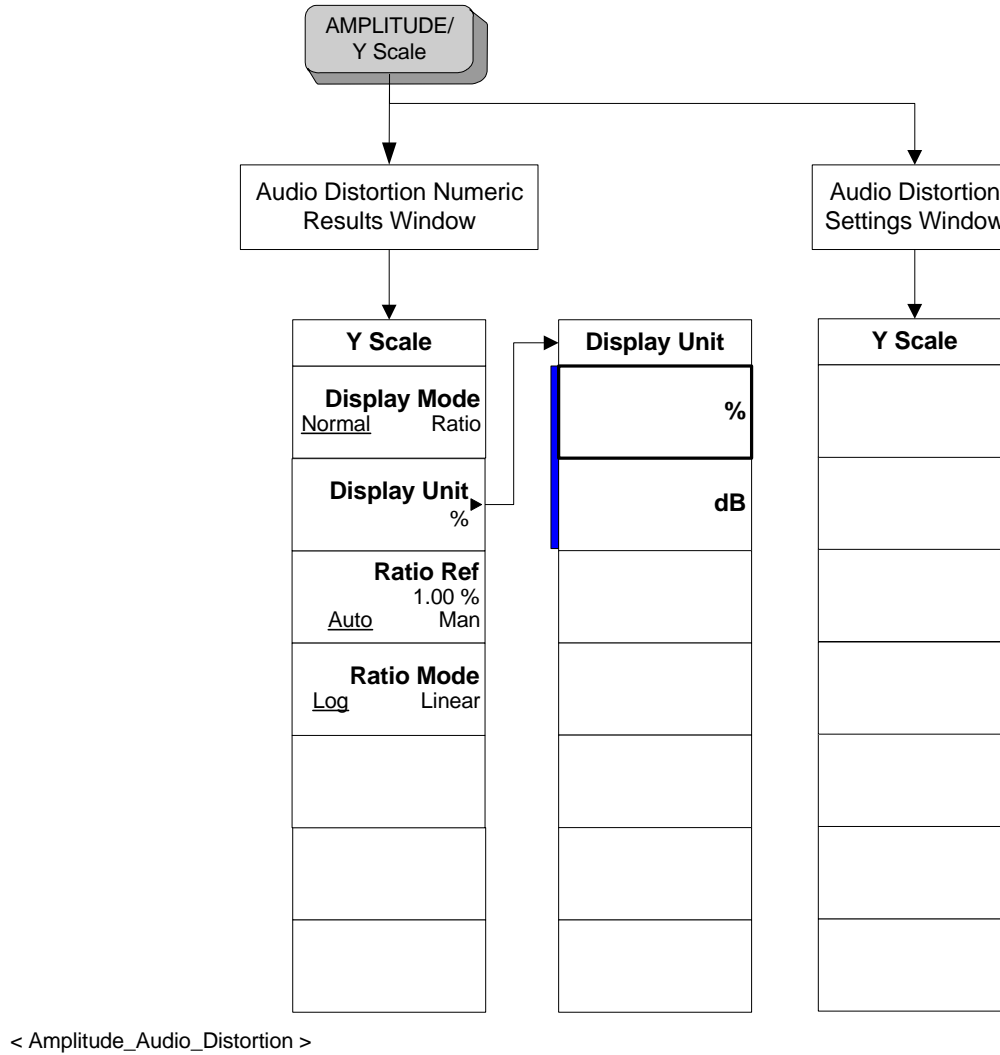 AMPLITUDE/
Y Scale
Audio Distortion Numeric
Results Window
Audio Distortion
Settings Window
Y Scale
Display Mode
Normal Ratio
Display Unit
%
Ratio Ref
1.00 %
Auto Man
Ratio Mode
Log Linear
Display Unit
%
dB
Y Scale
< Amplitude_Audio_Distortion >